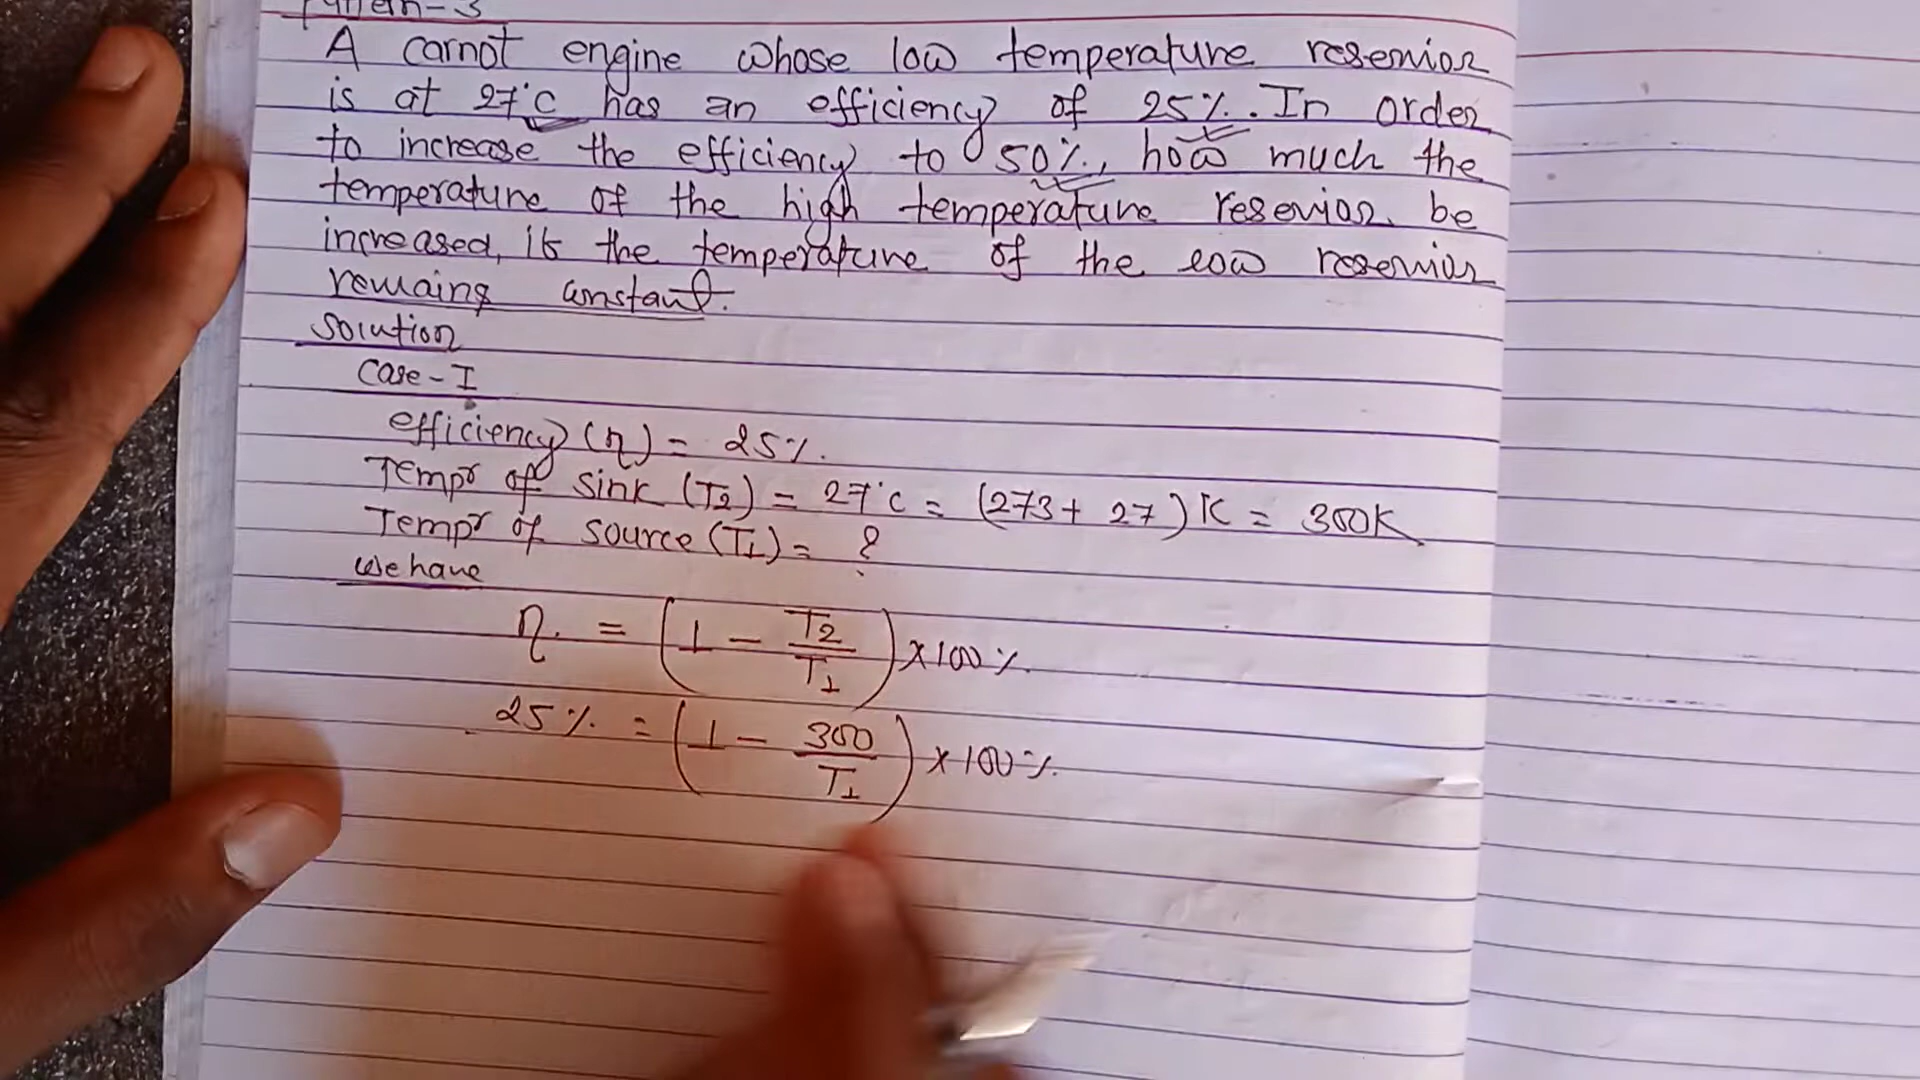 A carnot engine whose low temperature reservior
is at 27°C has an efficiency of 25%. In order
to increase the efficiency to 50%, how much the
temperature of the high temperature reservior be
increased, if the temperature of the low reservior
remains constant.
Solution
Case-I
efficiency (η) = 25%.
Tempr of sink (T2) = 27°C = (273 + 27) K = 300K
Tempr of source (T1) = ?
We have
η = (1 - T2/T1) × 100%
25% = (1 - 300/T1) × 100%